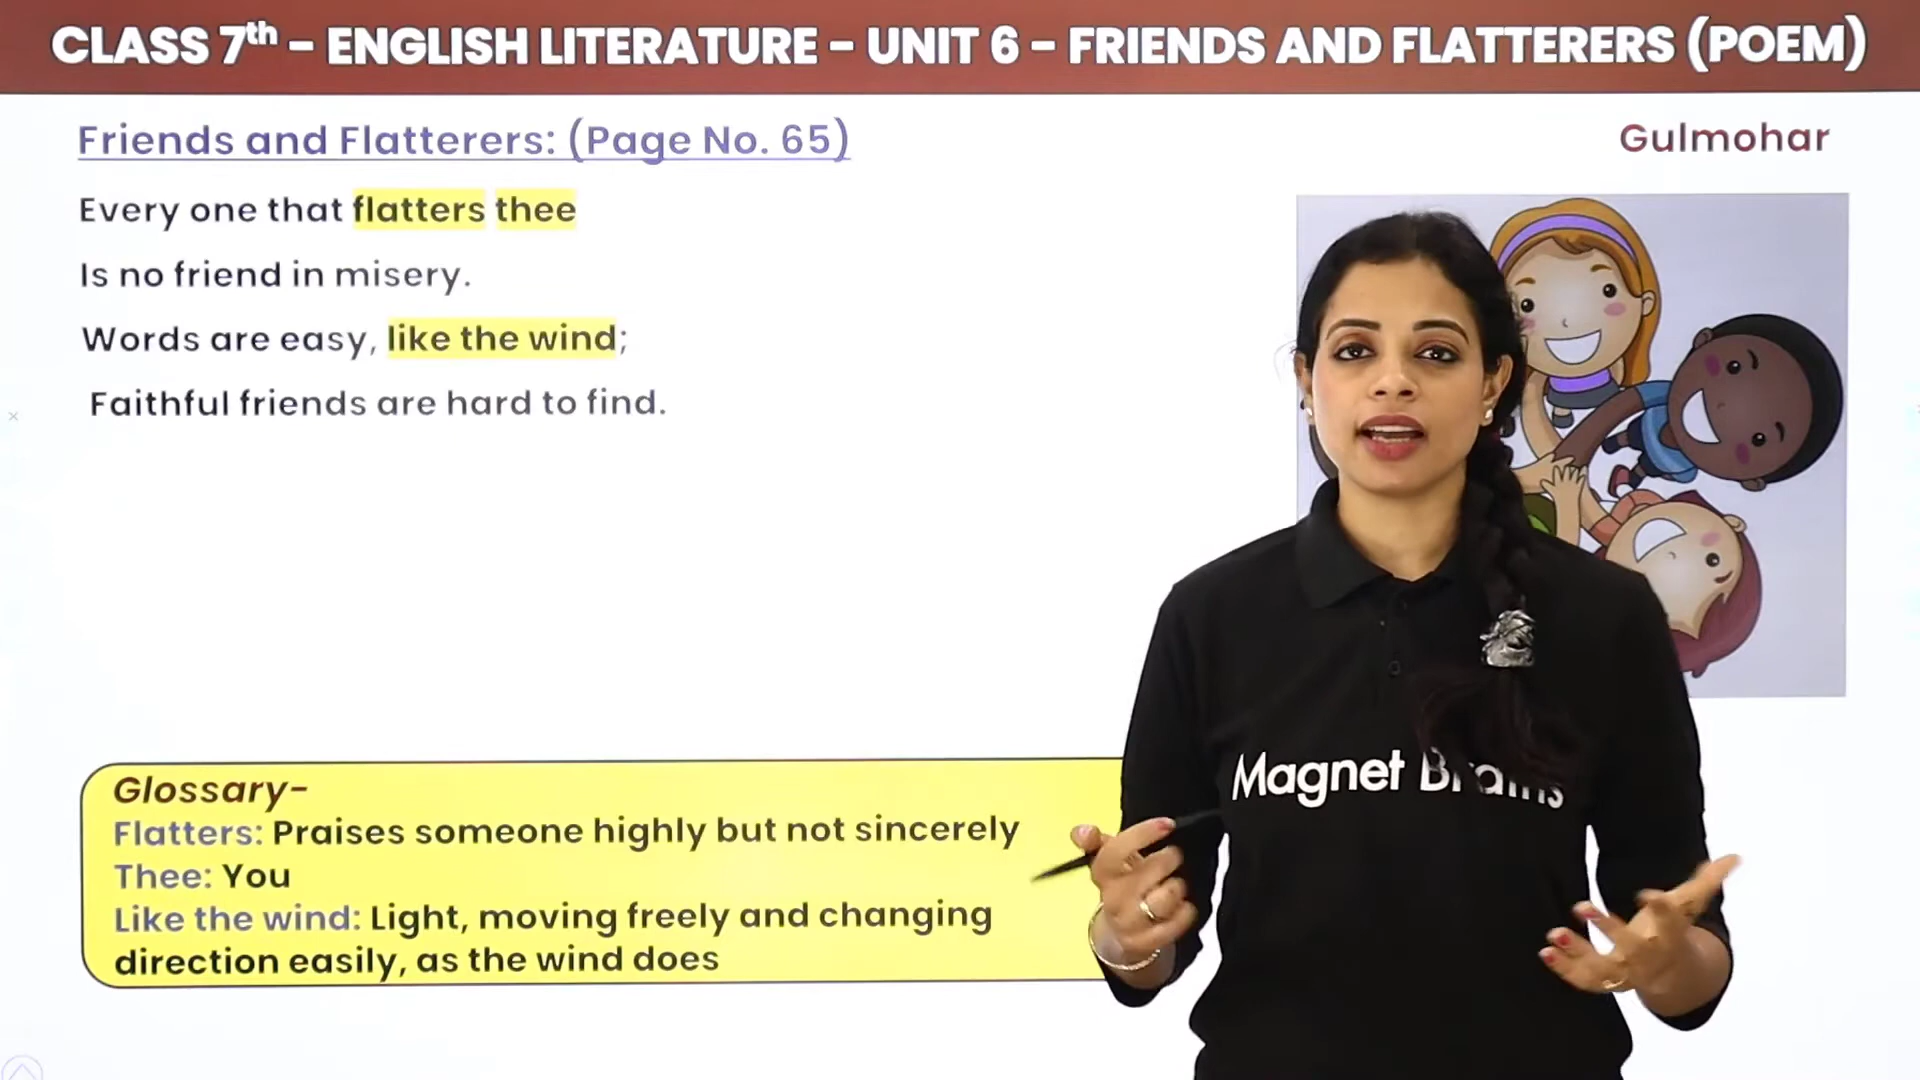 CLASS 7th – ENGLISH LITERATURE – UNIT 6 – FRIENDS AND FLATTERERS (POEM)
Friends and Flatterers: (Page No. 65)
Gulmohar
Every one that flatters thee
Is no friend in misery.
Words are easy, like the wind;
Faithful friends are hard to find.
Glossary-
Flatters: Praises someone highly but not sincerely
Thee: You
Like the wind: Light, moving freely and changing
direction easily, as the wind does
Magnet Brains